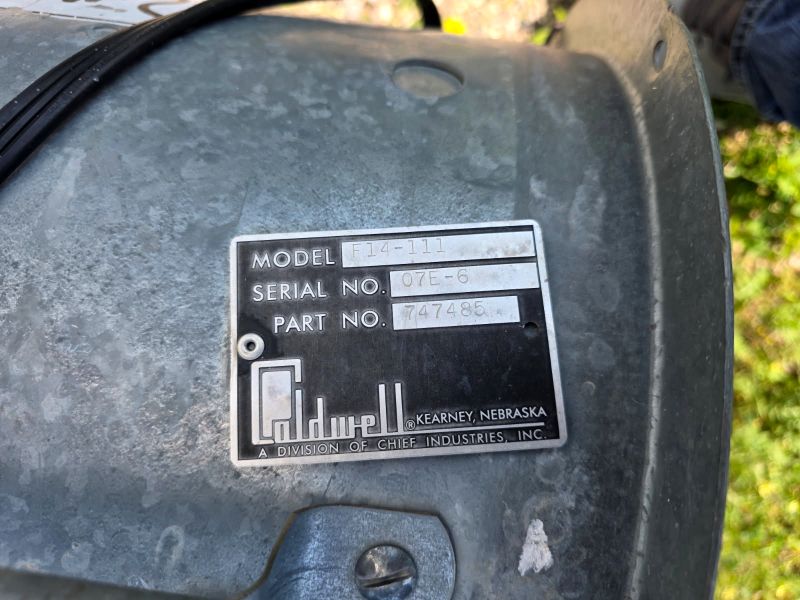 MODEL F14-111
SERIAL NO. 07E-6
PART NO. 747485
Caldwell® KEARNEY, NEBRASKA
A DIVISION OF CHIEF INDUSTRIES, INC.